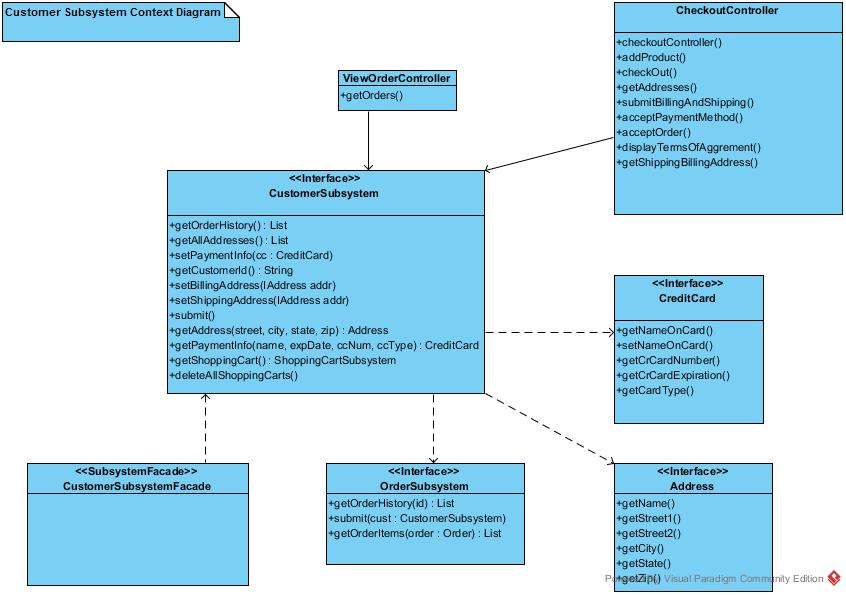 Customer Subsystem Context Diagram
CheckoutController
+checkoutController()
+addProduct()
+checkOut()
+getAddresses()
+submitBillingAndShipping()
+acceptPaymentMethod()
+acceptOrder()
+displayTermsOfAggrement()
+getShippingBillingAddress()
ViewOrderController
+getOrders()
<<Interface>>
CustomerSubsystem
+getOrderHistory() : List
+getAllAddresses() : List
+setPaymentInfo(cc : CreditCard)
+getCustomerId() : String
+setBillingAddress(IAddress addr)
+setShippingAddress(IAddress addr)
+submit()
+getAddress(street, city, state, zip) : Address
+getPaymentInfo(name, expDate, ccNum, ccType) : CreditCard
+getShoppingCart() : ShoppingCartSubsystem
+deleteAllShoppingCarts()
<<Interface>>
CreditCard
+getNameOnCard()
+setNameOnCard()
+getCrCardNumber()
+getCrCardExpiration()
+getCardType()
<<SubsystemFacade>>
CustomerSubsystemFacade
<<Interface>>
OrderSubsystem
+getOrderHistory(id) : List
+submit(cust : CustomerSubsystem)
+getOrderItems(order : Order) : List
<<Interface>>
Address
+getName()
+getStreet1()
+getStreet2()
+getCity()
+getState()
+getZip()
Powered By Visual Paradigm Community Edition